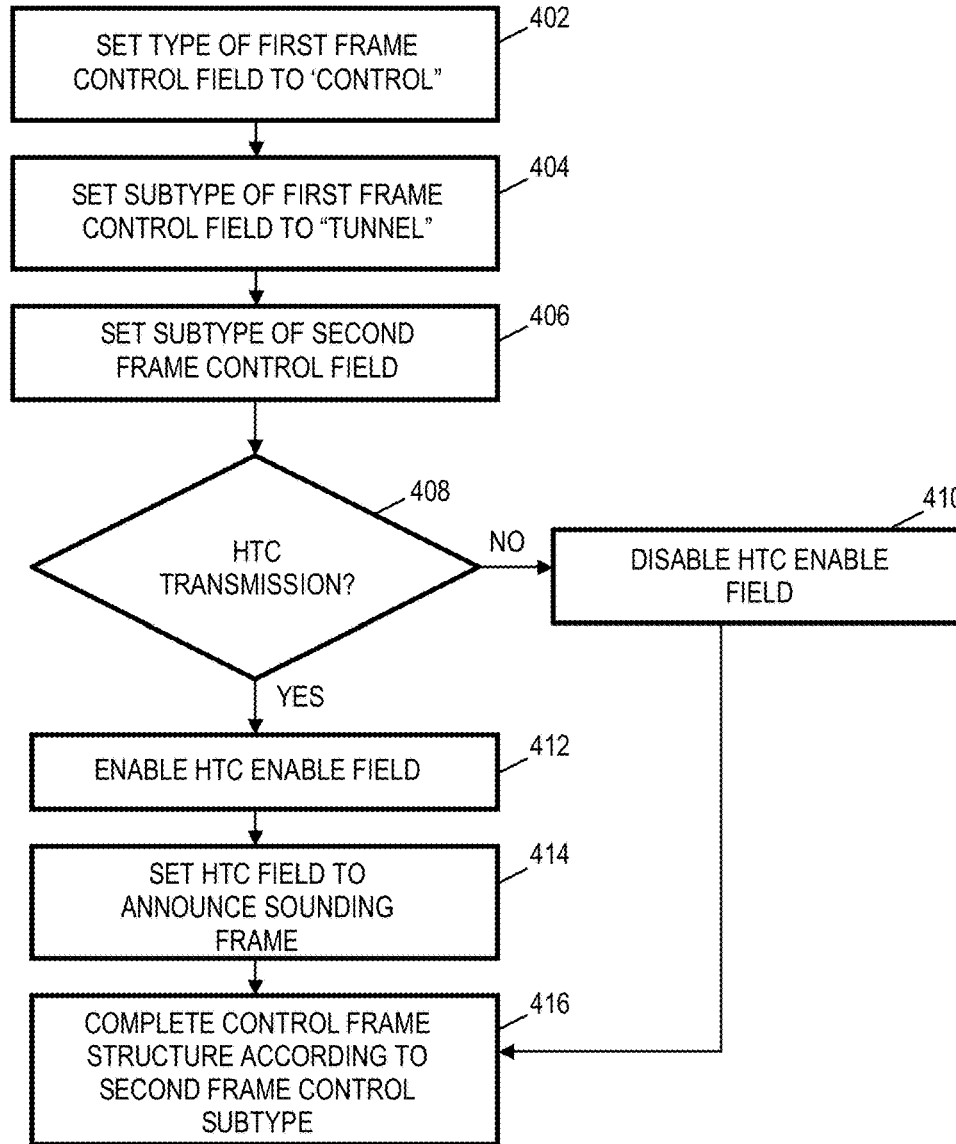 402
SET TYPE OF FIRST FRAME
CONTROL FIELD TO ‘CONTROL”
404
SET SUBTYPE OF FIRST FRAME
CONTROL FIELD TO “TUNNEL”
406
SET SUBTYPE OF SECOND
FRAME CONTROL FIELD
408
HTC
TRANSMISSION?
NO
410
DISABLE HTC ENABLE
FIELD
YES
412
ENABLE HTC ENABLE FIELD
414
SET HTC FIELD TO
ANNOUNCE SOUNDING
FRAME
416
COMPLETE CONTROL FRAME
STRUCTURE ACCORDING TO
SECOND FRAME CONTROL
SUBTYPE